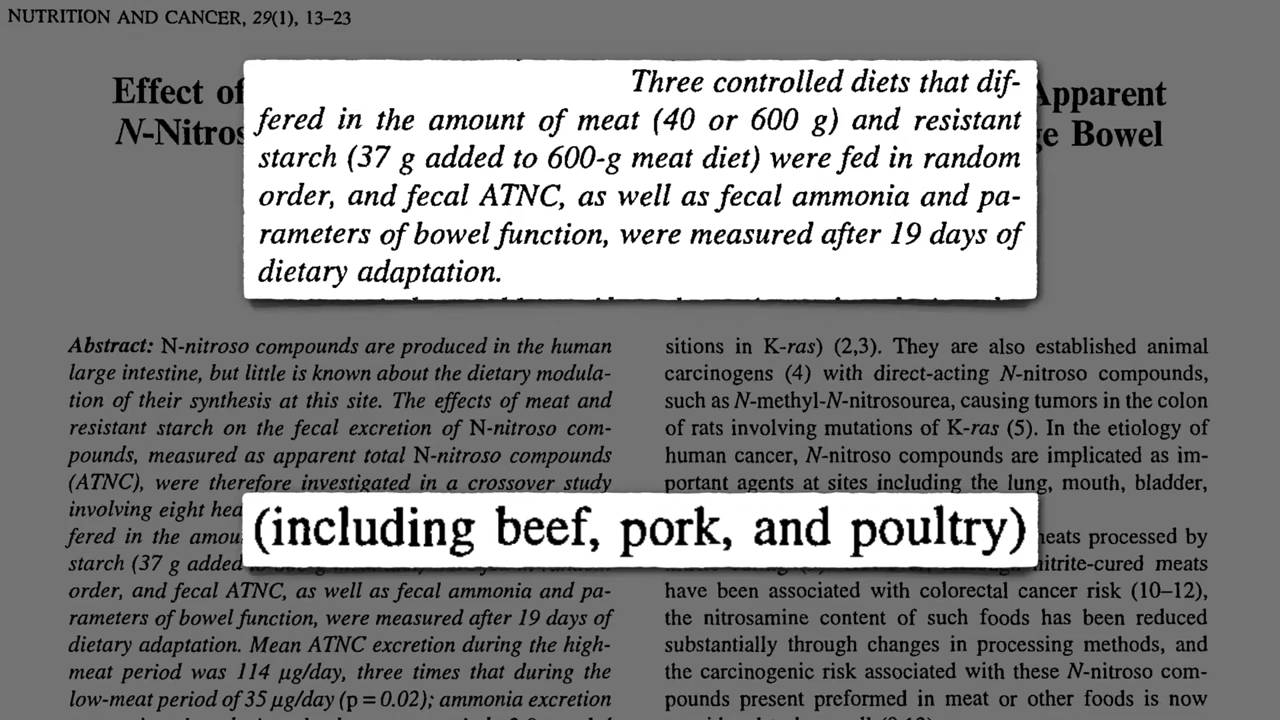 NUTRITION AND CANCER, 29(1), 13–23
Effect of
Apparent
N-Nitros
ge Bowel
Three controlled diets that dif-
fered in the amount of meat (40 or 600 g) and resistant
starch (37 g added to 600-g meat diet) were fed in random
order, and fecal ATNC, as well as fecal ammonia and pa-
rameters of bowel function, were measured after 19 days of
dietary adaptation.
Abstract: N-nitroso compounds are produced in the human
large intestine, but little is known about the dietary modula-
tion of their synthesis at this site. The effects of meat and
resistant starch on the fecal excretion of N-nitroso com-
pounds, measured as apparent total N-nitroso compounds
(ATNC), were therefore investigated in a crossover study
involving eight hea
fered in the amou
starch (37 g added
order, and fecal ATNC, as well as fecal ammonia and pa-
rameters of bowel function, were measured after 19 days of
dietary adaptation. Mean ATNC excretion during the high-
meat period was 114 µg/day, three times that during the
low-meat period of 35 µg/day (p = 0.02); ammonia excretion
(including beef, pork, and poultry)
sitions in K-ras) (2,3). They are also established animal
carcinogens (4) with direct-acting N-nitroso compounds,
such as N-methyl-N-nitrosourea, causing tumors in the colon
of rats involving mutations of K-ras (5). In the etiology of
human cancer, N-nitroso compounds are implicated as im-
portant agents at sites including the lung, mouth, bladder,
eats processed by
nitrite-cured meats
have been associated with colorectal cancer risk (10–12),
the nitrosamine content of such foods has been reduced
substantially through changes in processing methods, and
the carcinogenic risk associated with these N-nitroso com-
pounds present preformed in meat or other foods is now